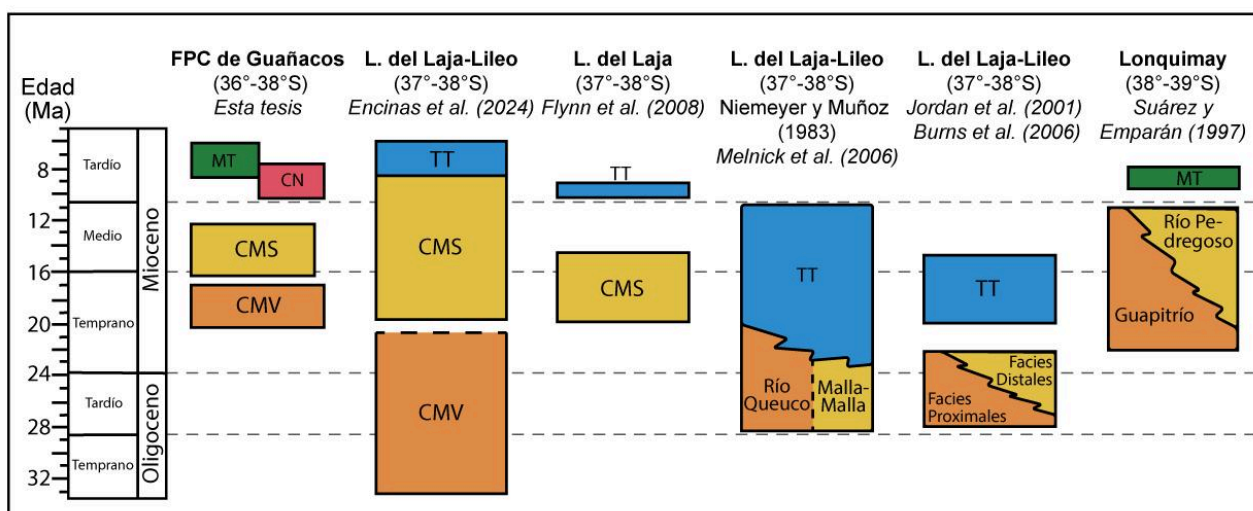 FPC de Guañacos
(36°-38°S)
Esta tesis
L. del Laja-Lileo
(37°-38°S)
Encinas et al. (2024)
L. del Laja
(37°-38°S)
Flynn et al. (2008)
L. del Laja-Lileo
(37°-38°S)
Niemeyer y Muñoz
(1983)
Melnick et al. (2006)
L. del Laja-Lileo
(37°-38°S)
Jordan et al. (2001)
Burns et al. (2006)
Lonquimay
(38°-39°S)
Suárez y
Emparán (1997)
Edad
(Ma)
8
12
16
20
24
28
32
Tardío
Medio
Temprano
Tardío
Temprano
Mioceno
Oligoceno
MT
CN
CMS
CMV
TT
CMS
CMV
TT
CMS
TT
Río
Queuco
Malla-
Malla
TT
Facies
Distales
Facies
Proximales
MT
Río Pe-
dregoso
Guapitrío